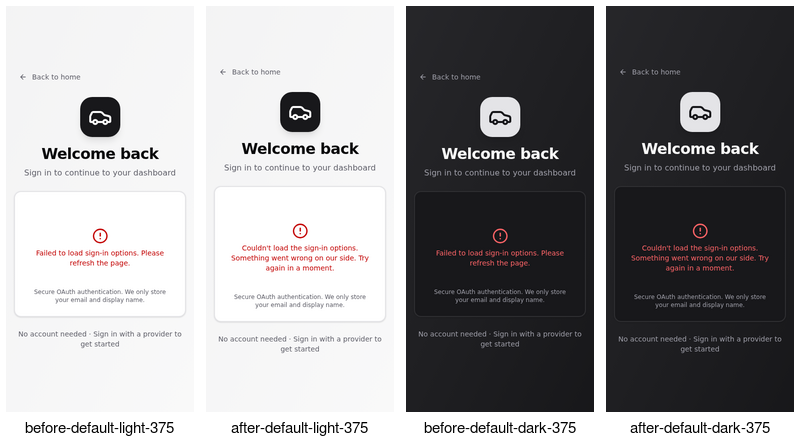 Back to home
Welcome back
Sign in to continue to your dashboard
Failed to load sign-in options. Please
refresh the page.
Secure OAuth authentication. We only store
your email and display name.
No account needed · Sign in with a provider to
get started
before-default-light-375
Back to home
Welcome back
Sign in to continue to your dashboard
Couldn't load the sign-in options.
Something went wrong on our side. Try
again in a moment.
Secure OAuth authentication. We only store
your email and display name.
No account needed · Sign in with a provider to
get started
after-default-light-375
Back to home
Welcome back
Sign in to continue to your dashboard
Failed to load sign-in options. Please
refresh the page.
Secure OAuth authentication. We only store
your email and display name.
No account needed · Sign in with a provider to
get started
before-default-dark-375
Back to home
Welcome back
Sign in to continue to your dashboard
Couldn't load the sign-in options.
Something went wrong on our side. Try
again in a moment.
Secure OAuth authentication. We only store
your email and display name.
No account needed · Sign in with a provider to
get started
after-default-dark-375